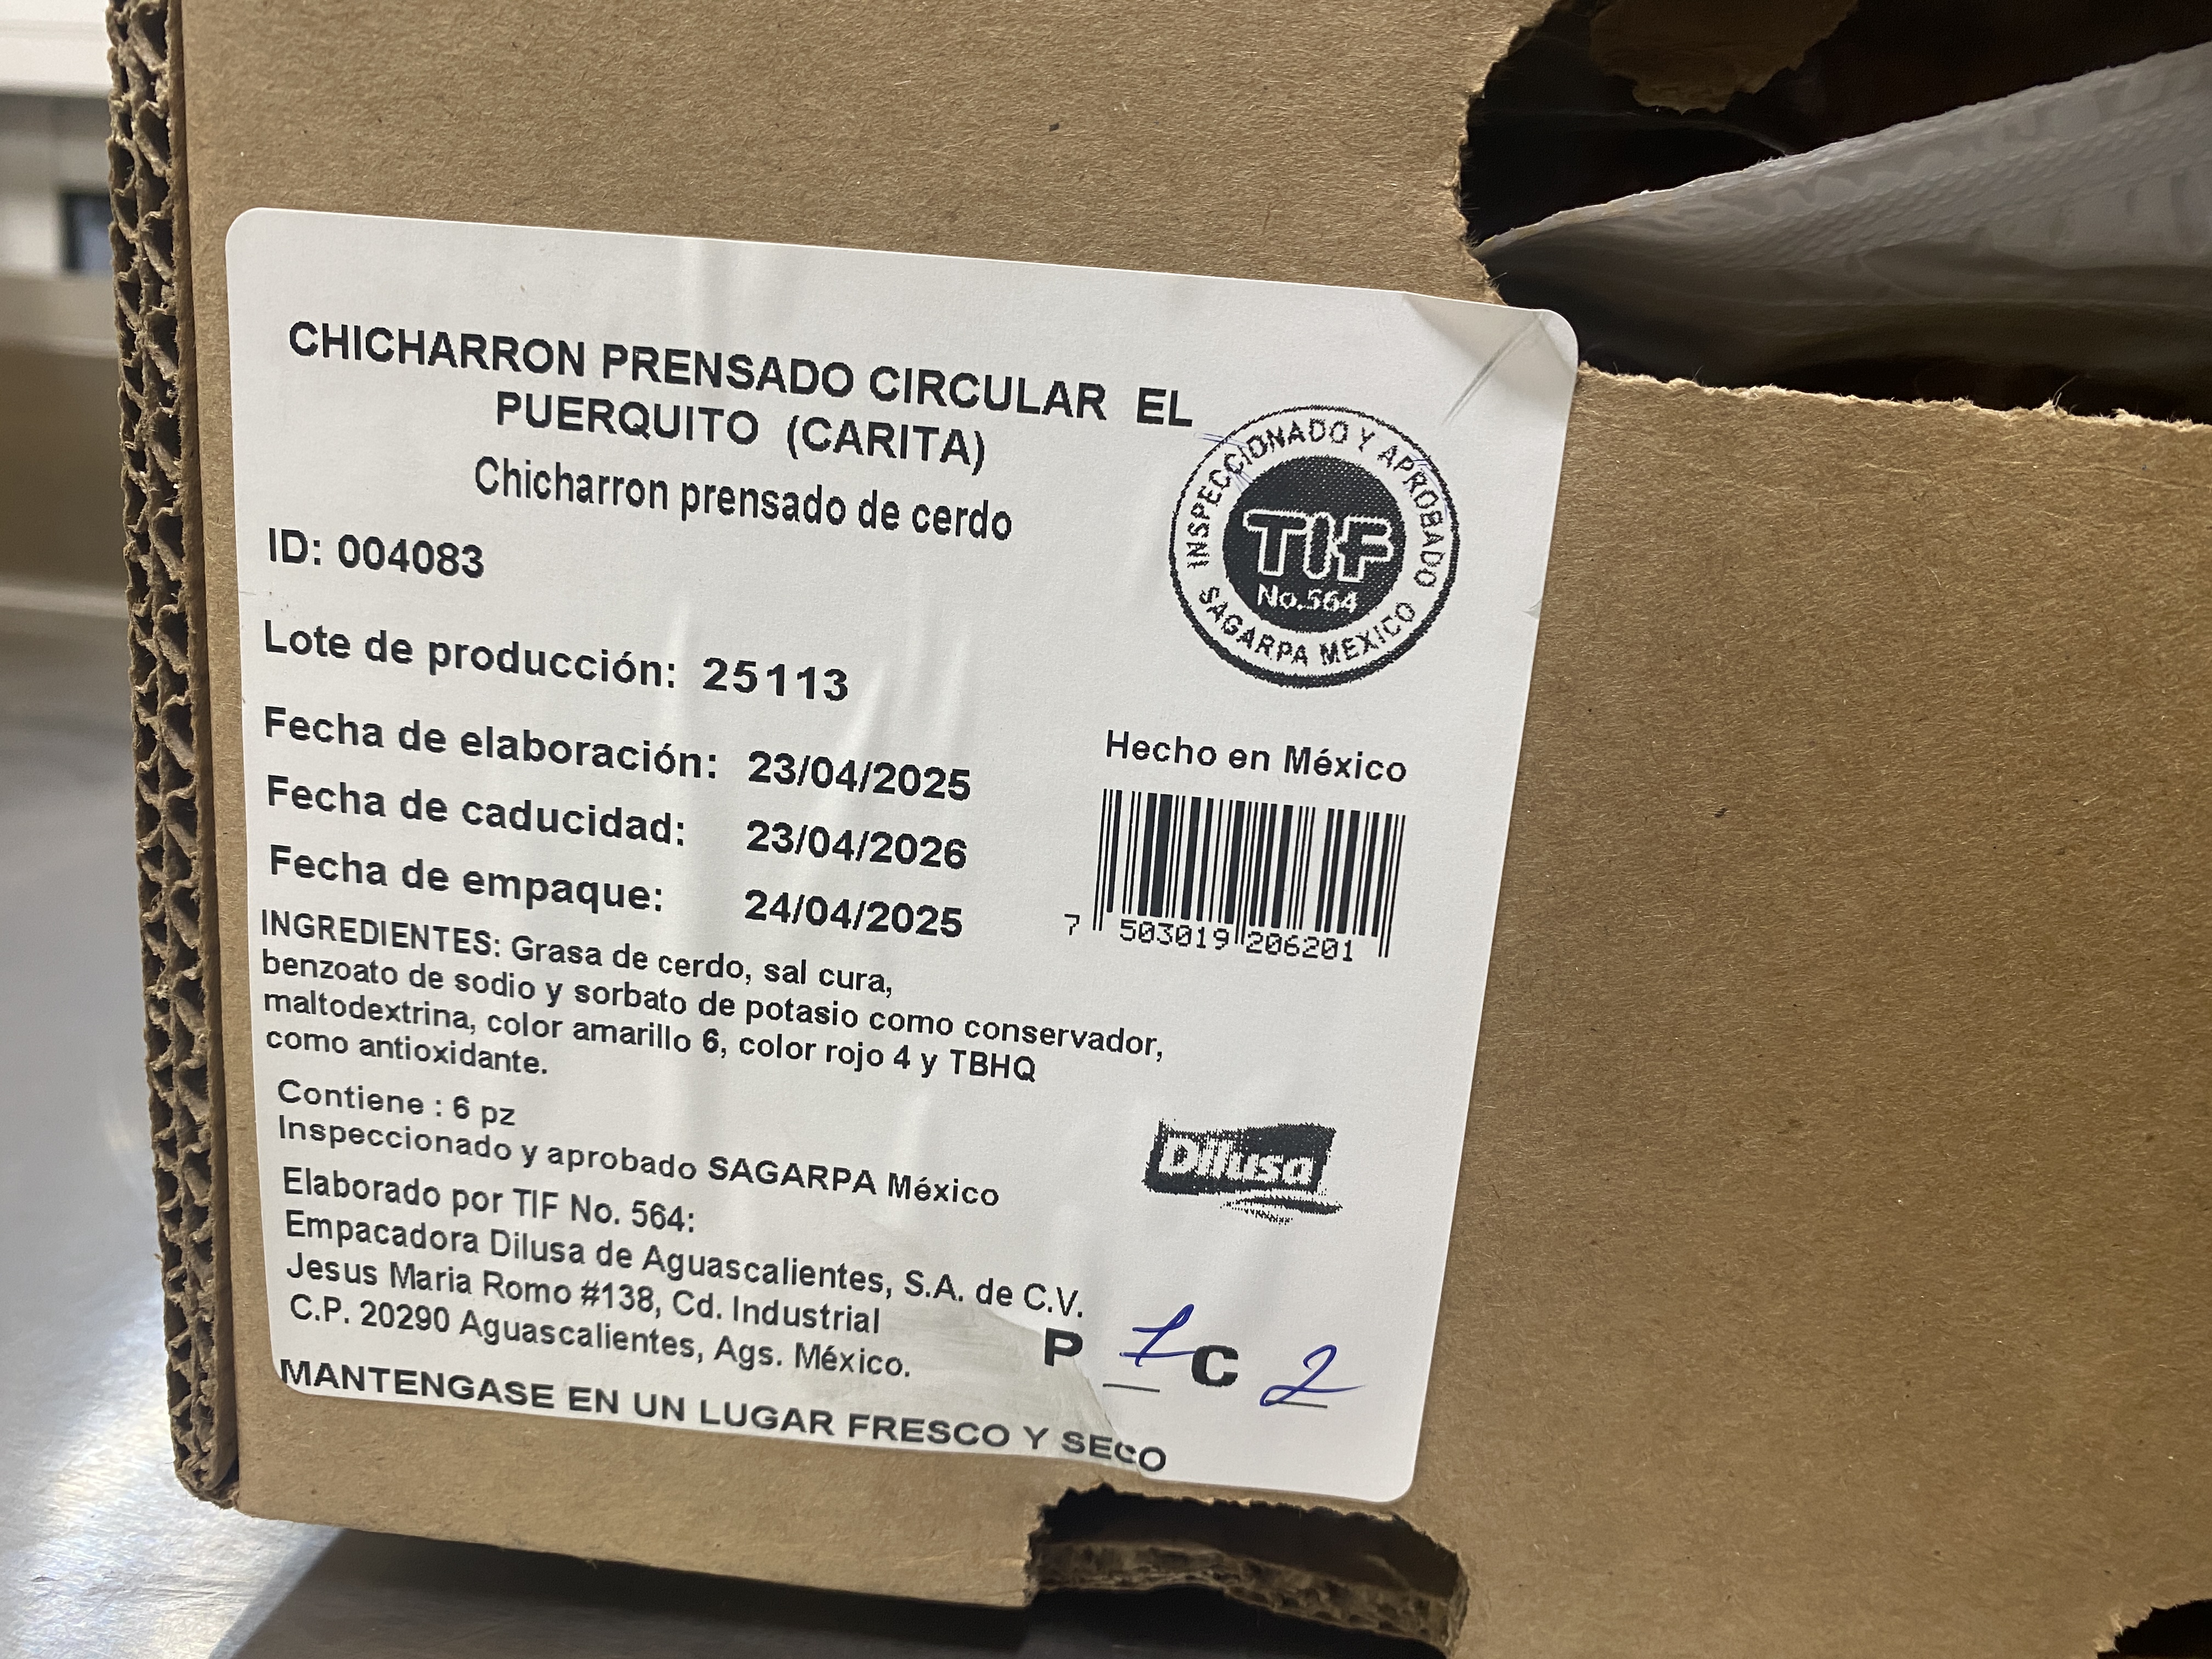 CHICHARRON PRENSADO CIRCULAR EL
PUERQUITO (CARITA)
Chicharron prensado de cerdo
INSPECCIONADO Y APROBADO
TIF
No.564
SAGARPA MEXICO
ID: 004083
Lote de producción: 25113
Fecha de elaboración: 23/04/2025
Fecha de caducidad: 23/04/2026
Fecha de empaque: 24/04/2025
Hecho en México
7 503019 206201
INGREDIENTES: Grasa de cerdo, sal cura,
benzoato de sodio y sorbato de potasio como conservador,
maltodextrina, color amarillo 6, color rojo 4 y TBHQ
como antioxidante.
Contiene : 6 pz
Inspeccionado y aprobado SAGARPA México
Dilusa
Elaborado por TIF No. 564:
Empacadora Dilusa de Aguascalientes, S.A. de C.V.
Jesus Maria Romo #138, Cd. Industrial
C.P. 20290 Aguascalientes, Ags. México.
P 1 C 2
MANTENGASE EN UN LUGAR FRESCO Y SECO